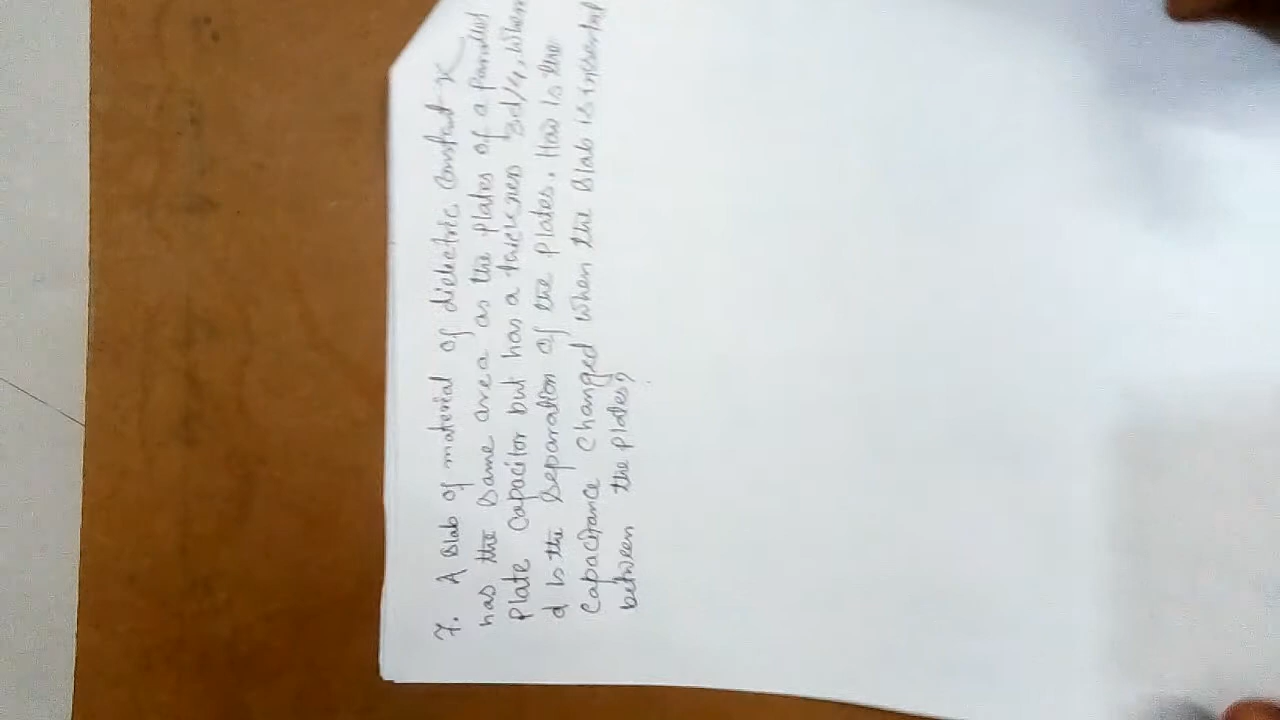 7. A slab of material of dielectric constant K
has the same area as the plates of a parallel
plate capacitor but has a thickness 3d/4, when
d is the separation of the plates. How is the
capacitance changed when the slab is inserted
between the plates?